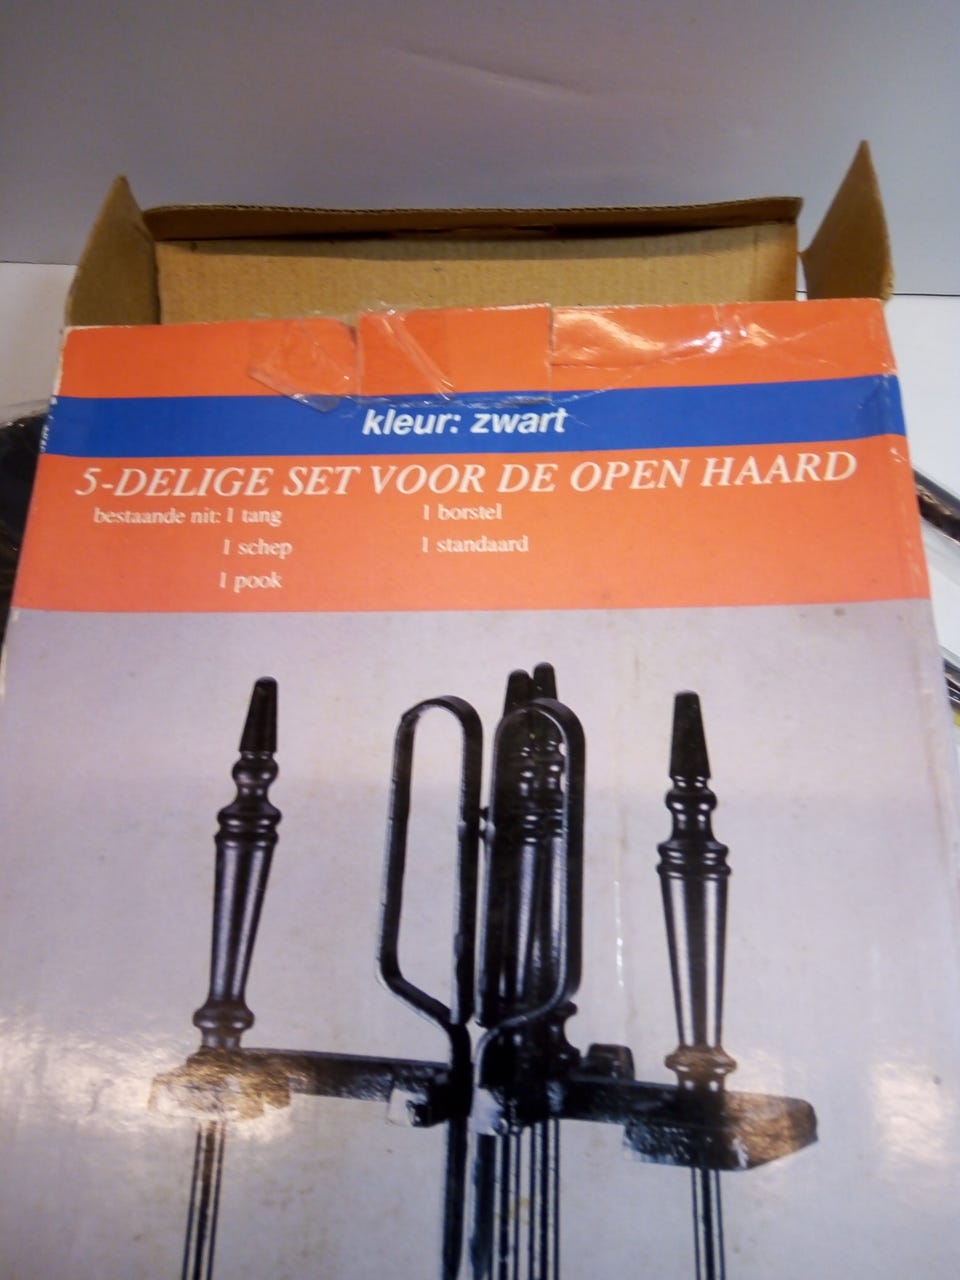 kleur: zwart
5-DELIGE SET VOOR DE OPEN HAARD
bestaande nit: 1 tang
1 schep
1 pook
1 borstel
1 standaard